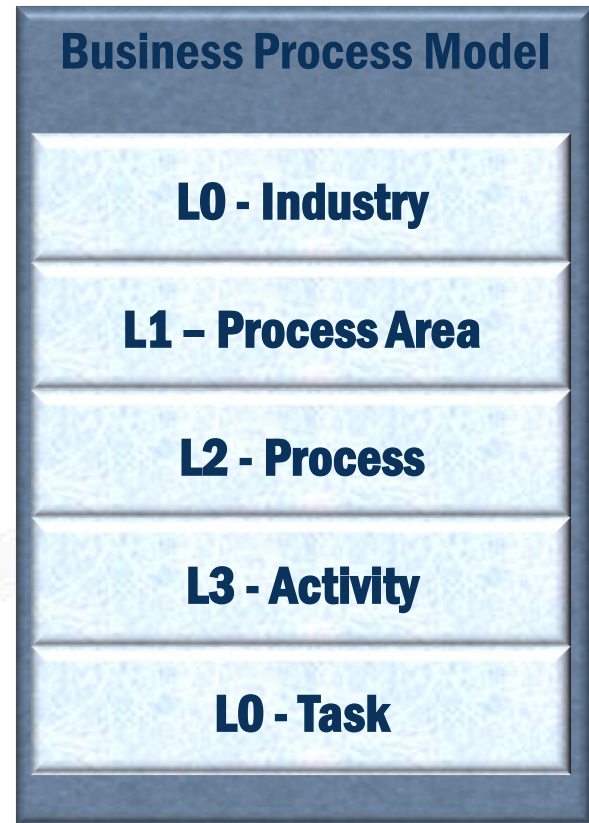 Business Process Model
L0 - Industry
L1 – Process Area
L2 - Process
L3 - Activity
L0 - Task